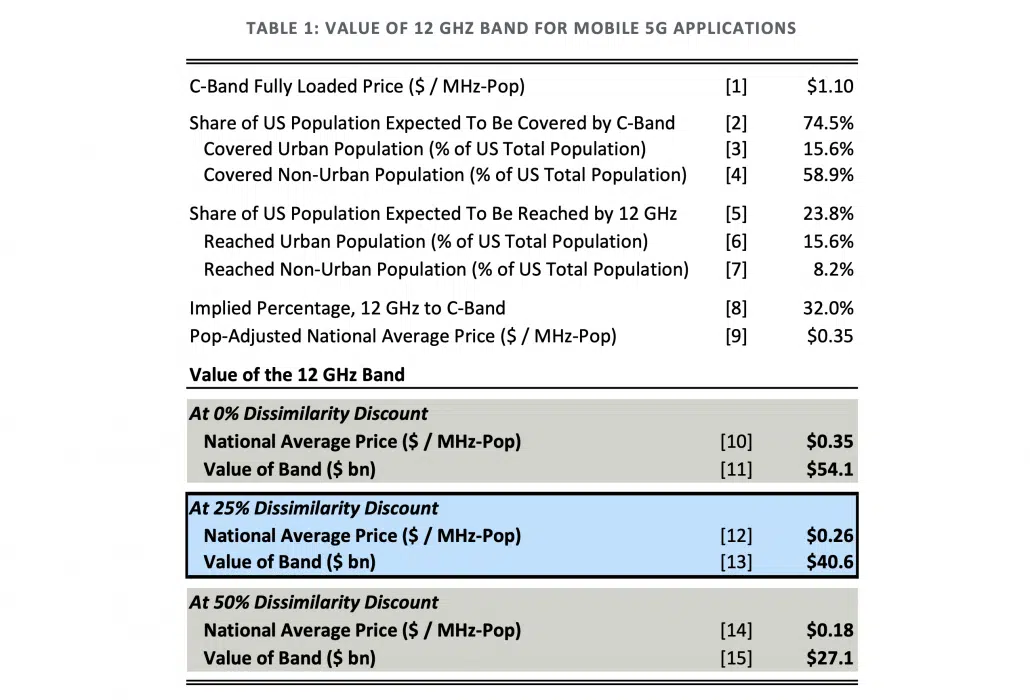 TABLE 1: VALUE OF 12 GHZ BAND FOR MOBILE 5G APPLICATIONS
C-Band Fully Loaded Price ($ / MHz-Pop) [1] $1.10
Share of US Population Expected To Be Covered by C-Band [2] 74.5%
Covered Urban Population (% of US Total Population) [3] 15.6%
Covered Non-Urban Population (% of US Total Population) [4] 58.9%
Share of US Population Expected To Be Reached by 12 GHz [5] 23.8%
Reached Urban Population (% of US Total Population) [6] 15.6%
Reached Non-Urban Population (% of US Total Population) [7] 8.2%
Implied Percentage, 12 GHz to C-Band [8] 32.0%
Pop-Adjusted National Average Price ($ / MHz-Pop) [9] $0.35
Value of the 12 GHz Band
At 0% Dissimilarity Discount
National Average Price ($ / MHz-Pop) [10] $0.35
Value of Band ($ bn) [11] $54.1
At 25% Dissimilarity Discount
National Average Price ($ / MHz-Pop) [12] $0.26
Value of Band ($ bn) [13] $40.6
At 50% Dissimilarity Discount
National Average Price ($ / MHz-Pop) [14] $0.18
Value of Band ($ bn) [15] $27.1